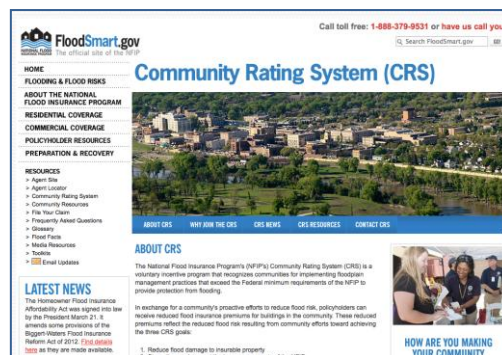 Call toll free: 1-888-379-9531 or have us call you
FloodSmart.gov
The official site of the NFIP
Search FloodSmart.gov
HOME
FLOODING & FLOOD RISKS
ABOUT THE NATIONAL
FLOOD INSURANCE PROGRAM
RESIDENTIAL COVERAGE
COMMERCIAL COVERAGE
POLICYHOLDER RESOURCES
PREPARATION & RECOVERY
RESOURCES
> Agent Site
> Agent Locator
> Community Rating System
> Community Resources
> File Your Claim
> Frequently Asked Questions
> Glossary
> Flood Facts
> Media Resources
> Toolkits
> Email Updates
LATEST NEWS
The Homeowner Flood Insurance
Affordability Act was signed into law
by the President March 21. It
amends some provisions of the
Biggert-Waters Flood Insurance
Reform Act of 2012. Find details
here as they are made available.
Community Rating System (CRS)
ABOUT CRS WHY JOIN THE CRS CRS NEWS CRS RESOURCES CONTACT CRS
ABOUT CRS
The National Flood Insurance Program's (NFIP's) Community Rating System (CRS) is a
voluntary incentive program that recognizes communities for implementing floodplain
management practices that exceed the Federal minimum requirements of the NFIP to
provide protection from flooding.
In exchange for a community's proactive efforts to reduce flood risk, policyholders can
receive reduced flood insurance premiums for buildings in the community. These reduced
premiums reflect the reduced flood risk resulting from community efforts toward achieving
the three CRS goals:
1. Reduce flood damage to insurable property
HOW ARE YOU MAKING
YOUR COMMUNITY